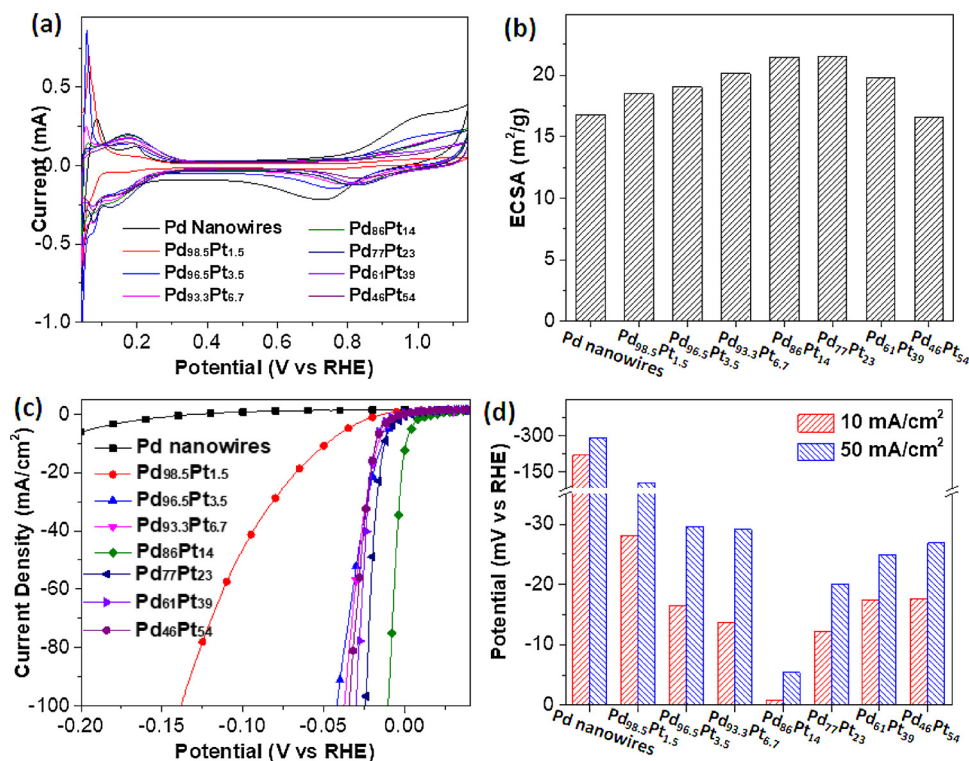 (a)
0.5
0.0
-0.5
-1.0
Current (mA)
Pd Nanowires
Pd98.5Pt1.5
Pd96.5Pt3.5
Pd93.3Pt6.7
Pd86Pt14
Pd77Pt23
Pd61Pt39
Pd46Pt54
0.2 0.4 0.6 0.8 1.0
Potential (V vs RHE)
(b)
20
15
10
5
0
ECSA (m²/g)
Pd nanowires
Pd98.5Pt1.5
Pd96.5Pt3.5
Pd93.3Pt6.7
Pd86Pt14
Pd77Pt23
Pd61Pt39
Pd46Pt54
(c)
0
-20
-40
-60
-80
-100
Current Density (mA/cm²)
Pd nanowires
Pd98.5Pt1.5
Pd96.5Pt3.5
Pd93.3Pt6.7
Pd86Pt14
Pd77Pt23
Pd61Pt39
Pd46Pt54
-0.20 -0.15 -0.10 -0.05 0.00
Potential (V vs RHE)
(d)
10 mA/cm²
50 mA/cm²
-300
-150
-30
-20
-10
0
Potential (mV vs RHE)
Pd nanowires
Pd98.5Pt1.5
Pd96.5Pt3.5
Pd93.3Pt6.7
Pd86Pt14
Pd77Pt23
Pd61Pt39
Pd46Pt54